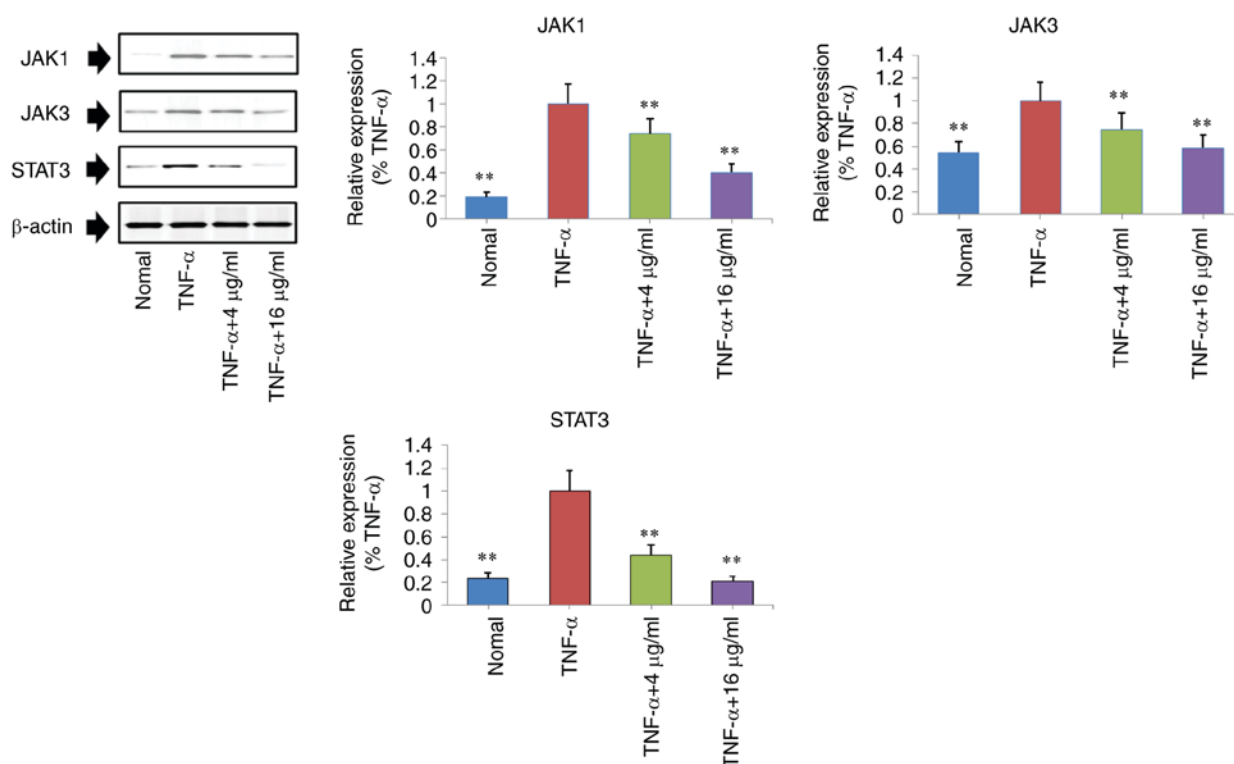 JAK1
JAK3
STAT3
β-actin
Nomal
TNF-α
TNF-α+4 μg/ml
TNF-α+16 μg/ml
JAK1
Relative expression
(% TNF-α)
1.4
1.2
1
0.8
0.6
0.4
0.2
0
**
**
**
Nomal
TNF-α
TNF-α+4 μg/ml
TNF-α+16 μg/ml
JAK3
Relative expression
(% TNF-α)
1.4
1.2
1
0.8
0.6
0.4
0.2
0
**
**
**
Nomal
TNF-α
TNF-α+4 μg/ml
TNF-α+16 μg/ml
STAT3
Relative expression
(% TNF-α)
1.4
1.2
1
0.8
0.6
0.4
0.2
0
**
**
**
Nomal
TNF-α
TNF-α+4 μg/ml
TNF-α+16 μg/ml